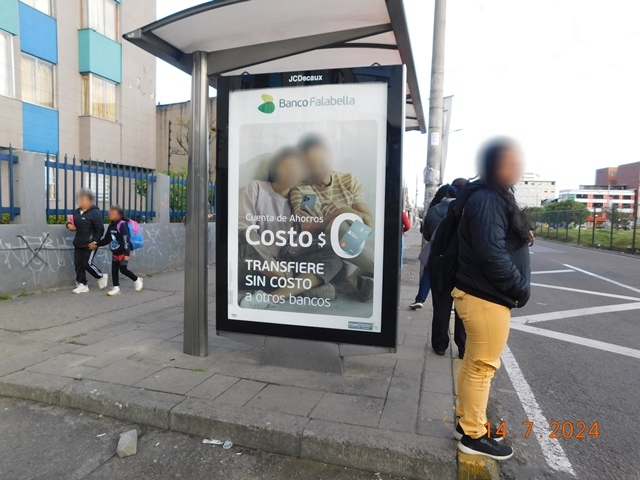 JCDecaux
Banco Falabella
Cuenta de Ahorros
Costo $0
TRANSFIERE
SIN COSTO
a otros bancos
14.7.2024